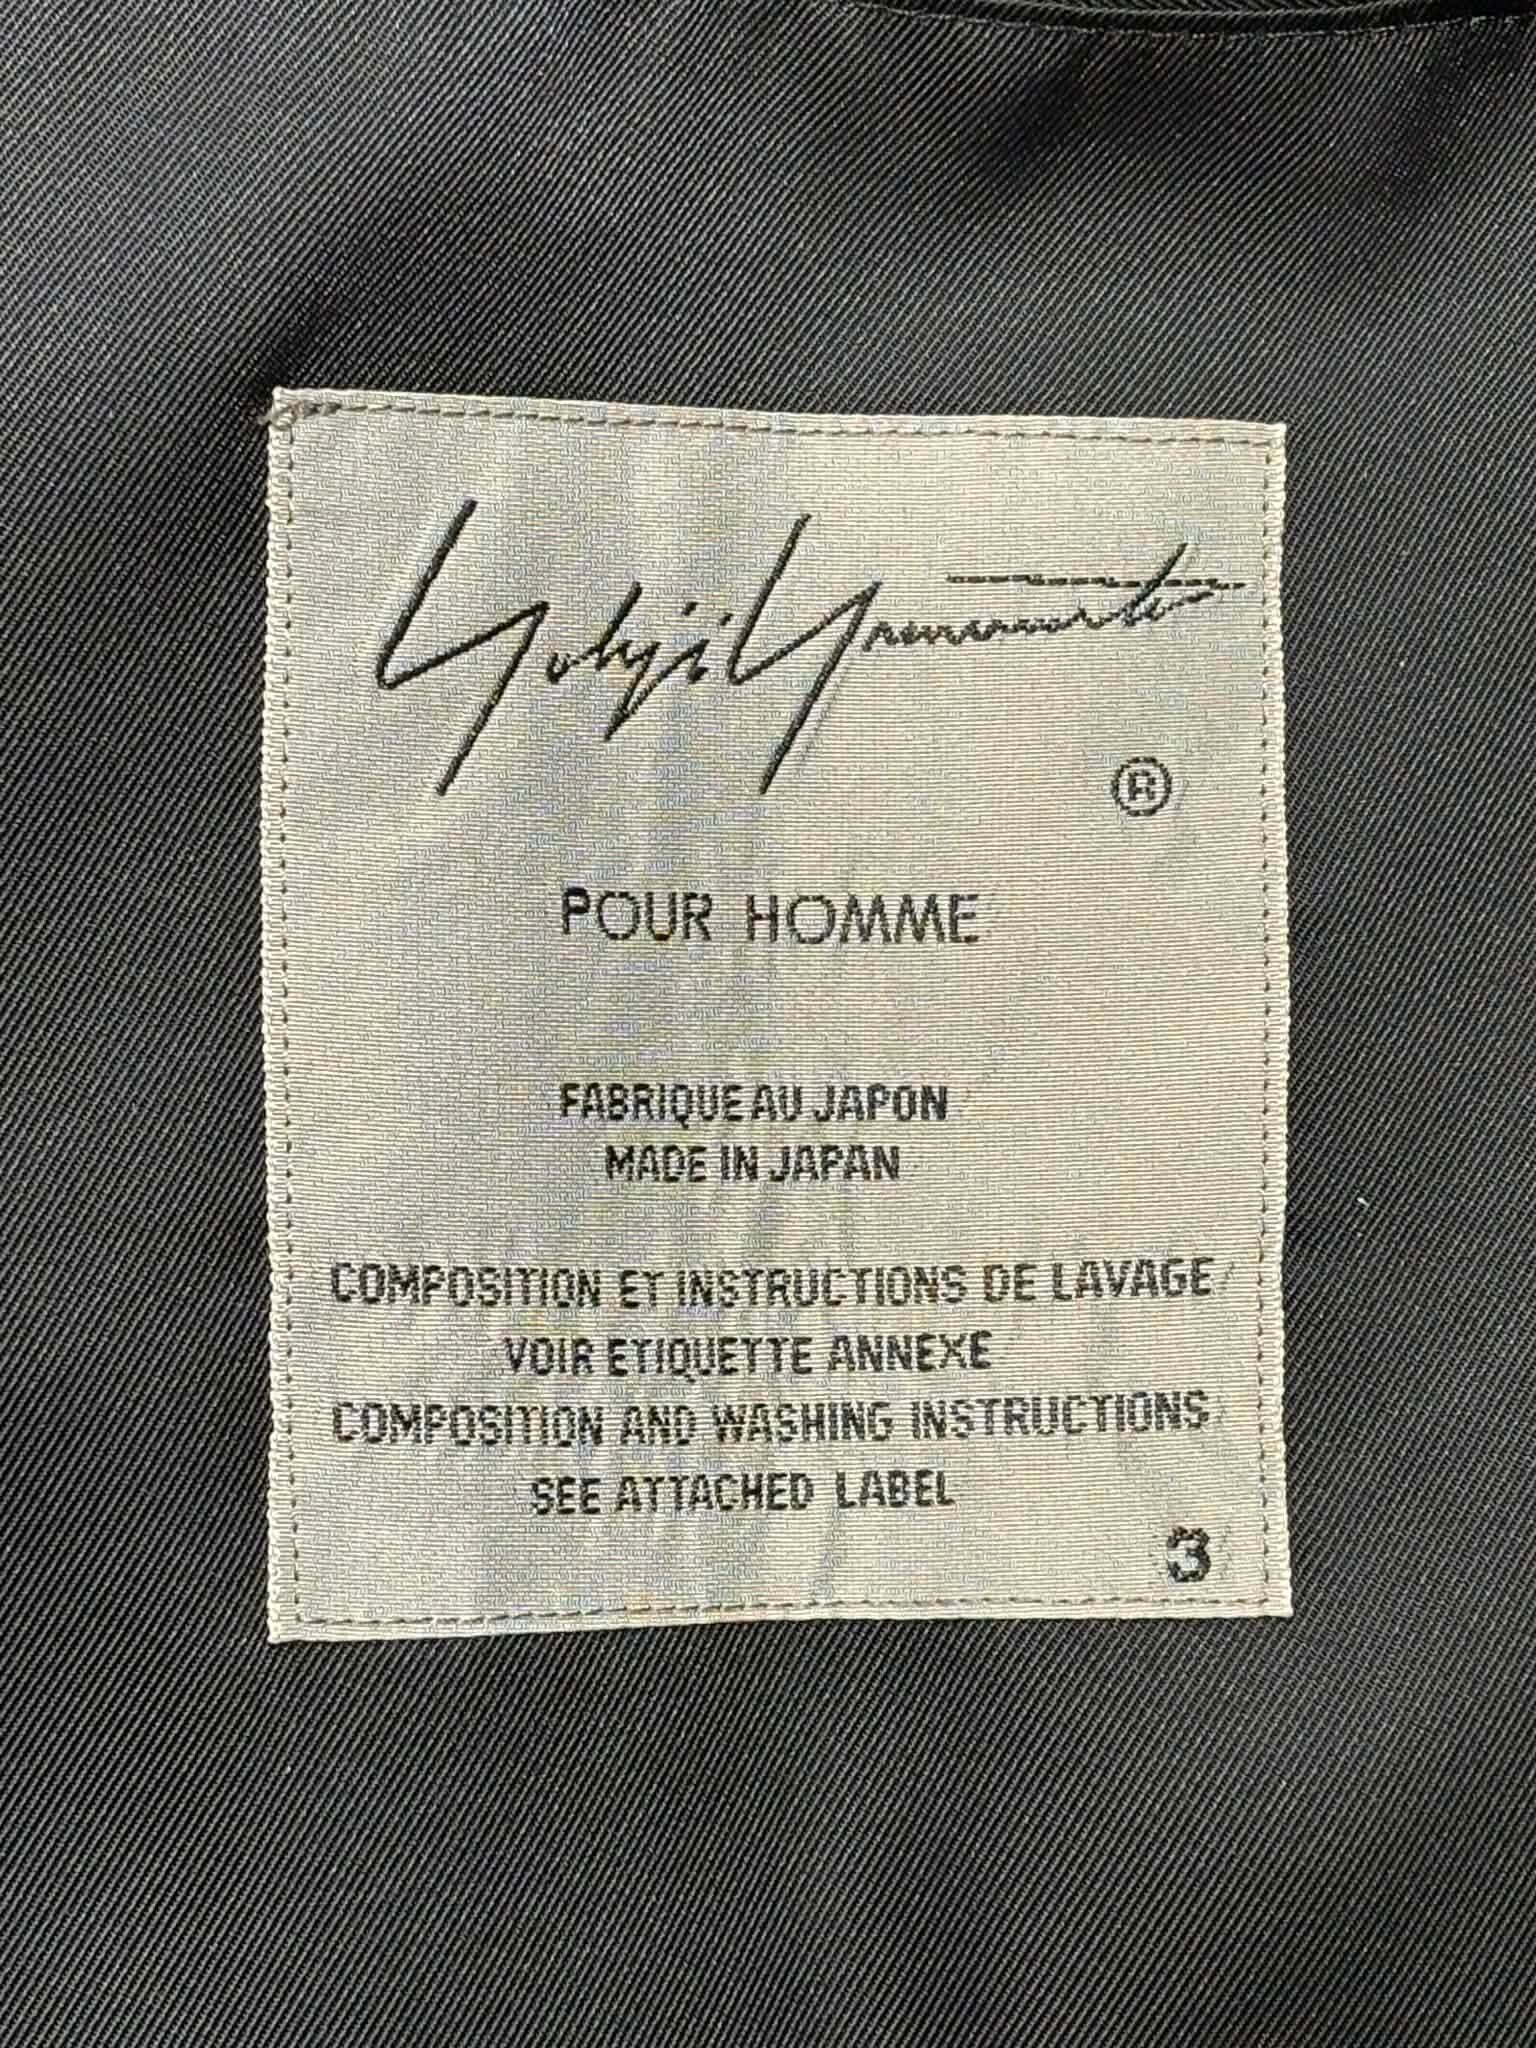 Yohji Yamamoto
®
POUR HOMME
FABRIQUE AU JAPON
MADE IN JAPAN
COMPOSITION ET INSTRUCTIONS DE LAVAGE
VOIR ETIQUETTE ANNEXE
COMPOSITION AND WASHING INSTRUCTIONS
SEE ATTACHED LABEL
3